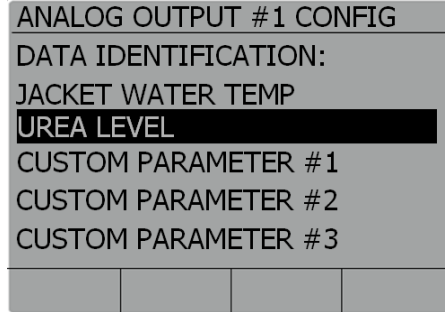 ANALOG OUTPUT #1 CONFIG
DATA IDENTIFICATION:
JACKET WATER TEMP
UREA LEVEL
CUSTOM PARAMETER #1
CUSTOM PARAMETER #2
CUSTOM PARAMETER #3